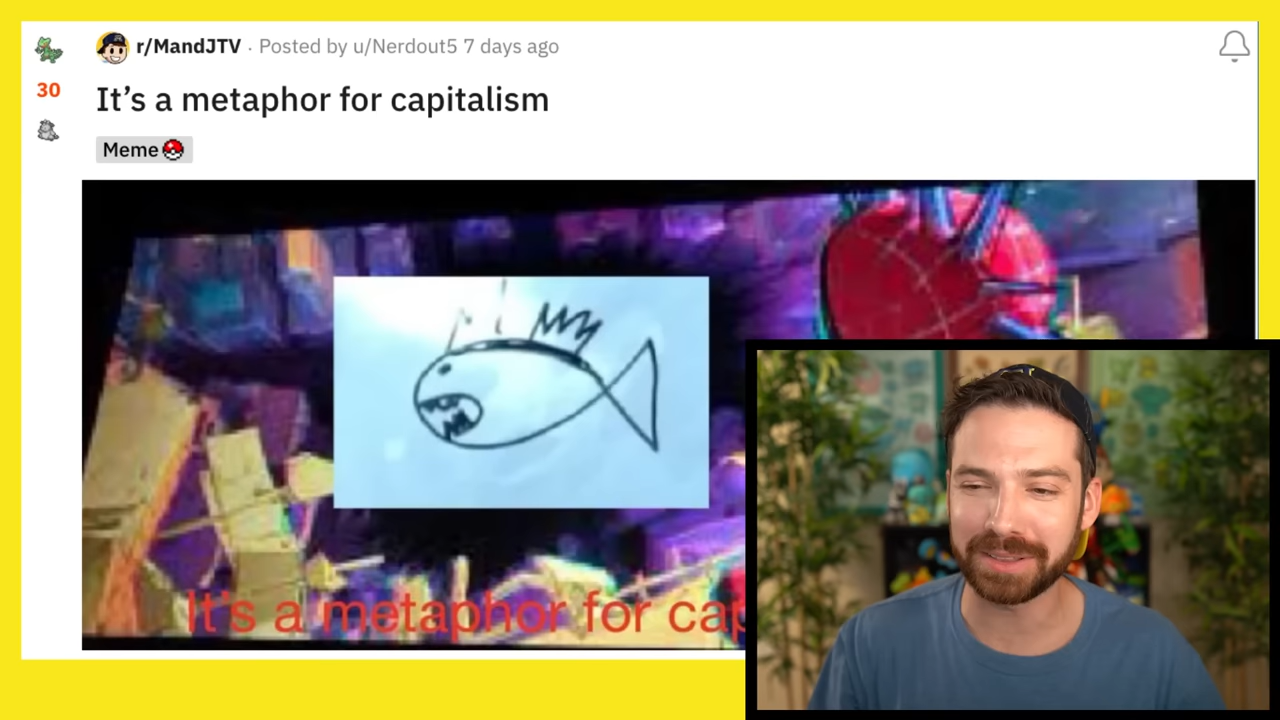 r/MandJTV · Posted by u/Nerdout5 7 days ago
30
It’s a metaphor for capitalism
Meme
It's a metaphor for cap